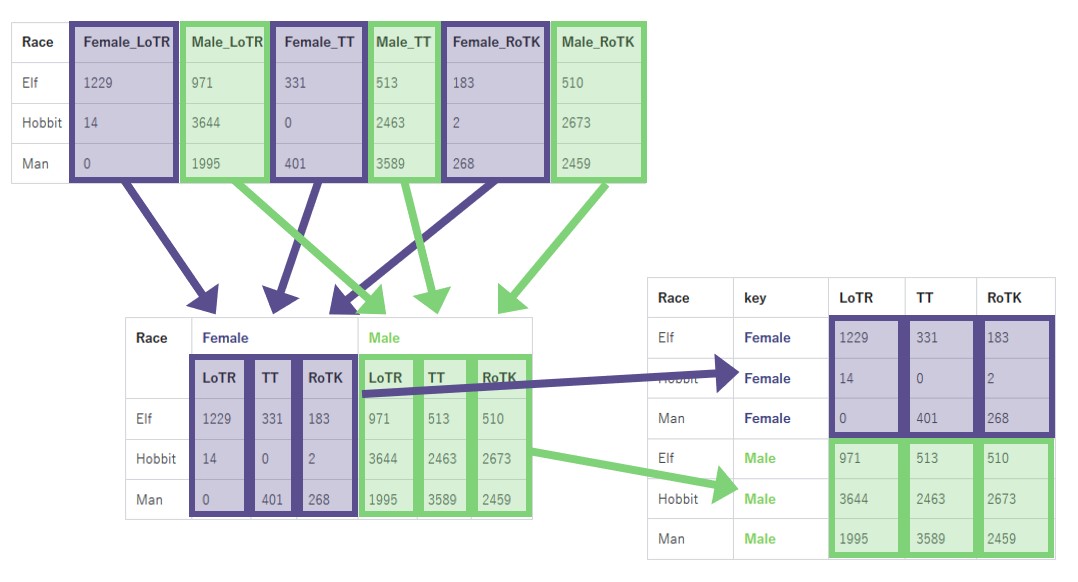 Race Female_LoTR Male_LoTR Female_TT Male_TT Female_RoTK Male_RoTK
Elf 1229 971 331 513 183 510
Hobbit 14 3644 0 2463 2 2673
Man 0 1995 401 3589 268 2459
Race Female Male
LoTR TT RoTK LoTR TT RoTK
Elf 1229 331 183 971 513 510
Hobbit 14 0 2 3644 2463 2673
Man 0 401 268 1995 3589 2459
Race key LoTR TT RoTK
Elf Female 1229 331 183
Hobbit Female 14 0 2
Man Female 0 401 268
Elf Male 971 513 510
Hobbit Male 3644 2463 2673
Man Male 1995 3589 2459